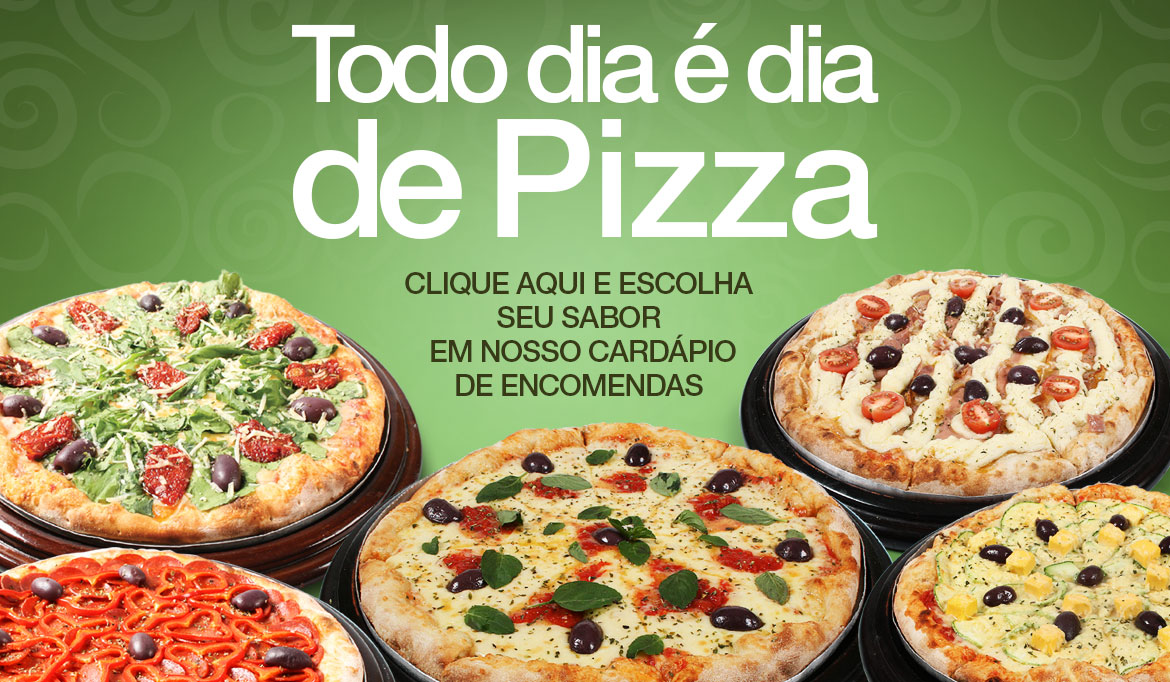 Todo dia é dia
de Pizza
CLIQUE AQUI E ESCOLHA
SEU SABOR
EM NOSSO CARDÁPIO
DE ENCOMENDAS